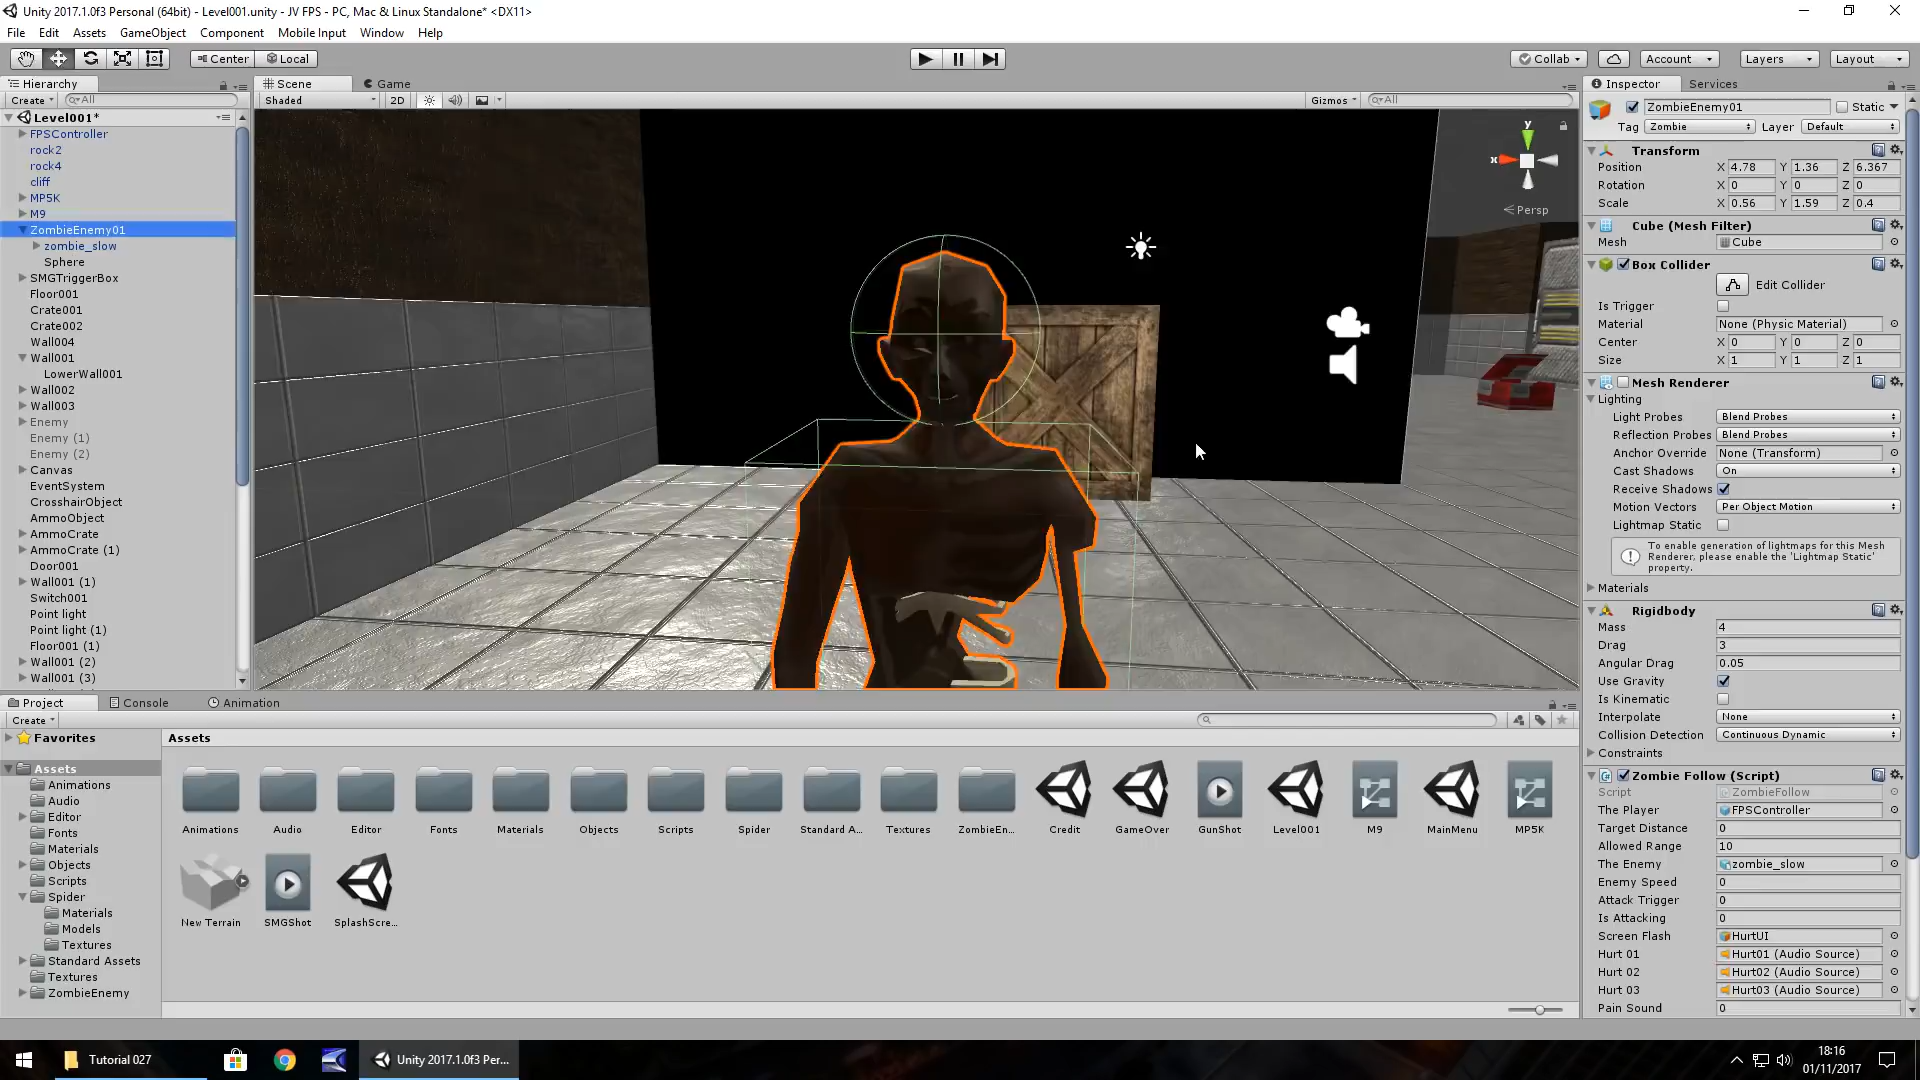 Unity 2017.1.0f3 Personal (64bit) - Level001.unity - JV FPS - PC, Mac & Linux Standalone* <DX11>
File Edit Assets GameObject Component Mobile Input Window Help
Center Local Collab Account Layers Layout
Hierarchy
Create All
Level001*
FPSController
rock2
rock4
cliff
MP5K
M9
ZombieEnemy01
zombie_slow
Sphere
SMGTriggerBox
Floor001
Crate001
Crate002
Wall004
Wall001
LowerWall001
Wall002
Wall003
Enemy
Enemy (1)
Enemy (2)
Canvas
EventSystem
CrosshairObject
AmmoObject
AmmoCrate
AmmoCrate (1)
Door001
Wall001 (1)
Switch001
Point light
Point light (1)
Floor001 (1)
Wall001 (2)
Wall001 (3)
Scene Game
Shaded 2D Gizmos All
y
x
Persp
Inspector Services
ZombieEnemy01 Static
Tag Zombie Layer Default
Transform
Position X 4.78 Y 1.36 Z 6.367
Rotation X 0 Y 0 Z 0
Scale X 0.56 Y 1.59 Z 0.4
Cube (Mesh Filter)
Mesh Cube
Box Collider
Edit Collider
Is Trigger
Material None (Physic Material)
Center X 0 Y 0 Z 0
Size X 1 Y 1 Z 1
Mesh Renderer
Lighting
Light Probes Blend Probes
Reflection Probes Blend Probes
Anchor Override None (Transform)
Cast Shadows On
Receive Shadows
Motion Vectors Per Object Motion
Lightmap Static
To enable generation of lightmaps for this Mesh
Renderer, please enable the 'Lightmap Static'
property.
Materials
Rigidbody
Mass 4
Drag 3
Angular Drag 0.05
Use Gravity
Is Kinematic
Interpolate None
Collision Detection Continuous Dynamic
Constraints
Zombie Follow (Script)
Script ZombieFollow
The Player FPSController
Target Distance 0
Allowed Range 10
The Enemy zombie_slow
Enemy Speed 0
Attack Trigger 0
Is Attacking 0
Screen Flash HurtUI
Hurt 01 Hurt01 (Audio Source)
Hurt 02 Hurt02 (Audio Source)
Hurt 03 Hurt03 (Audio Source)
Pain Sound 0
Project Console Animation
Create
Favorites
Assets
Animations
Audio
Editor
Fonts
Materials
Objects
Scripts
Spider
Materials
Models
Textures
Standard Assets
Textures
ZombieEnemy
Assets
Animations Audio Editor Fonts Materials Objects Scripts Spider Standard A... Textures ZombieEn... Credit GameOver GunShot Level001 M9 MainMenu MP5K
New Terrain SMGShot SplashScre...
Tutorial 027 Unity 2017.1.0f3 Per...
18:16
01/11/2017